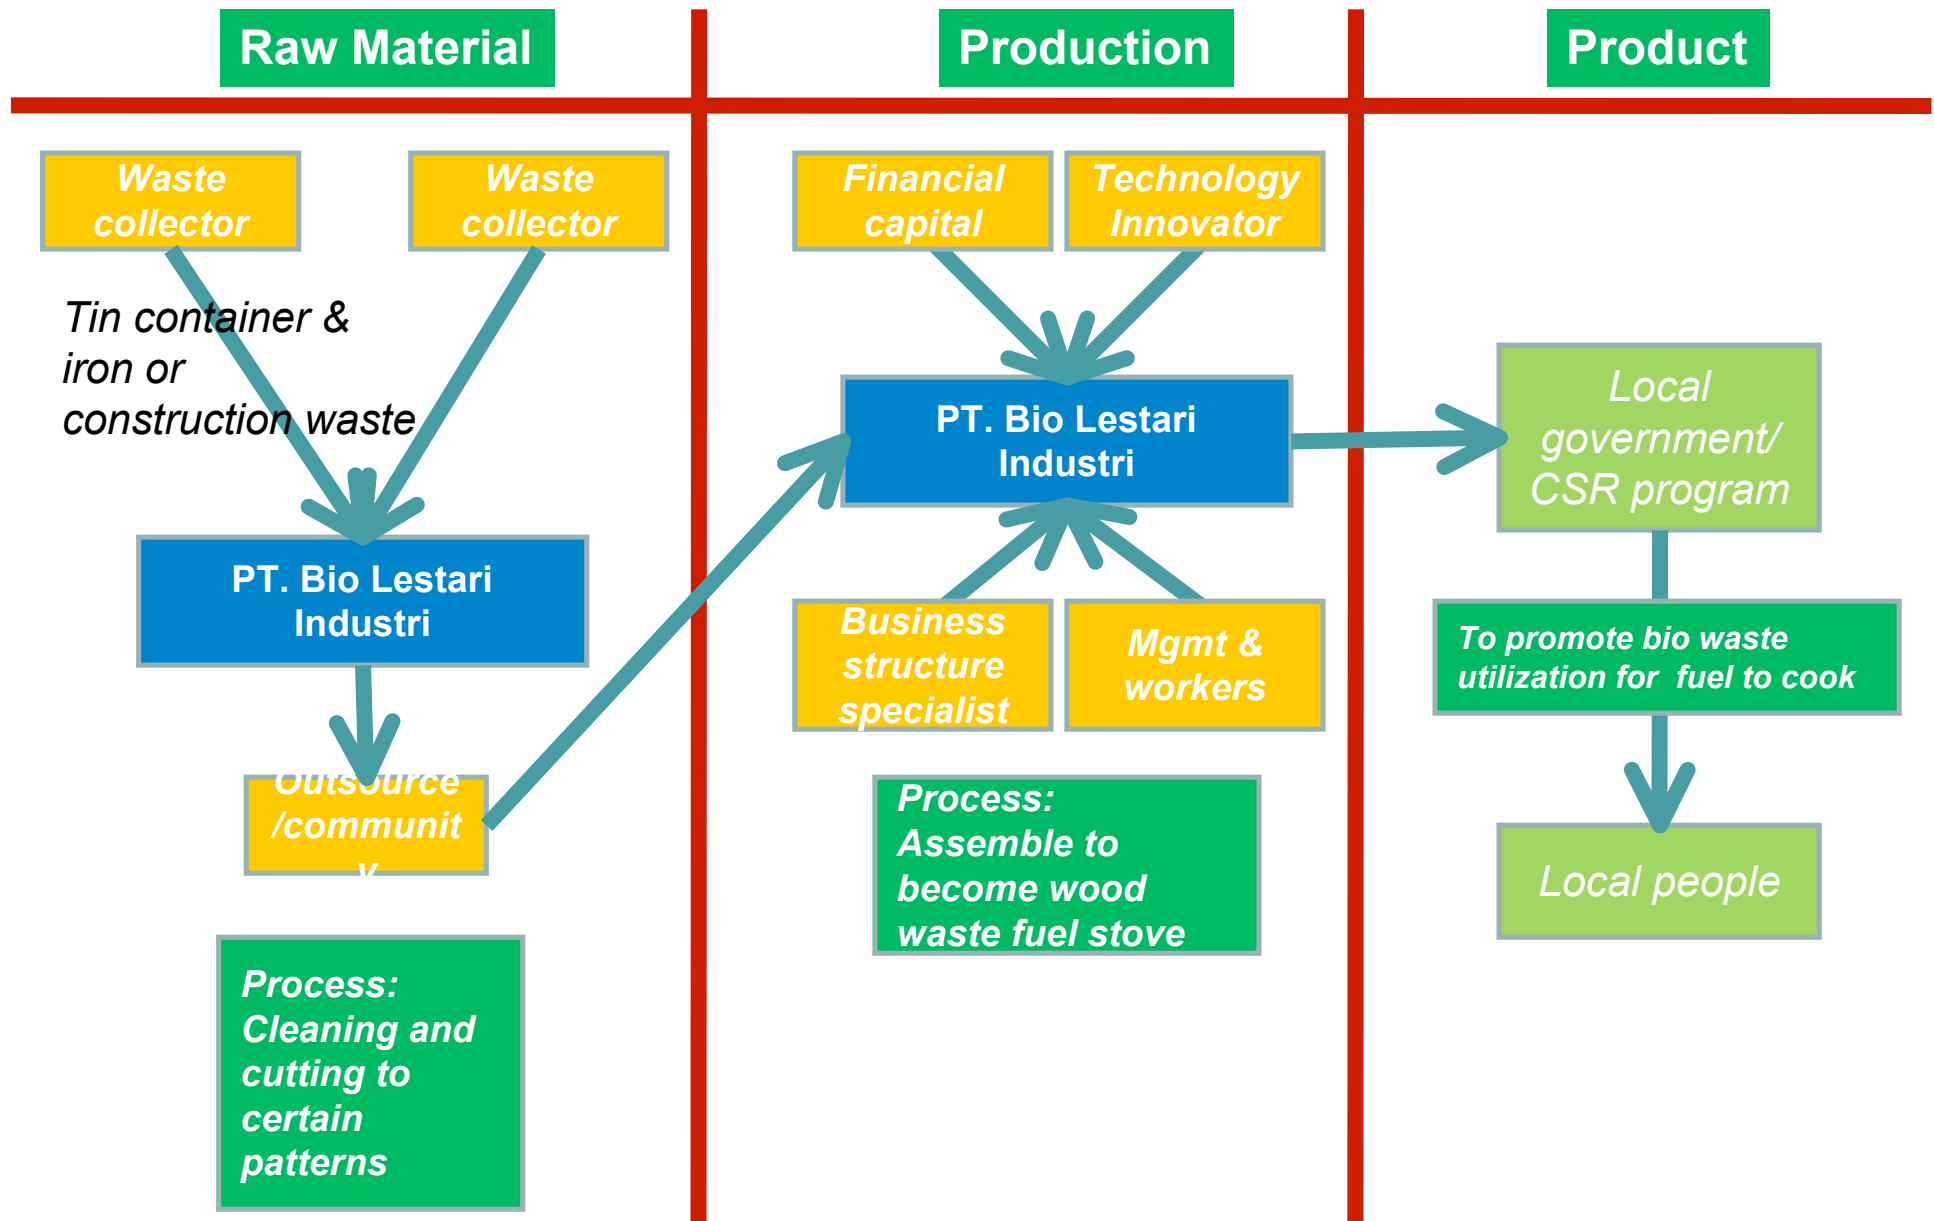 Raw Material
Production
Product
Waste
collector
Waste
collector
Tin container &
iron or
construction waste
PT. Bio Lestari
Industri
Outsource
/communit
y
Process:
Cleaning and
cutting to
certain
patterns
Financial
capital
Technology
Innovator
PT. Bio Lestari
Industri
Business
structure
specialist
Mgmt &
workers
Process:
Assemble to
become wood
waste fuel stove
Local
government/
CSR program
To promote bio waste
utilization for  fuel to cook
Local people